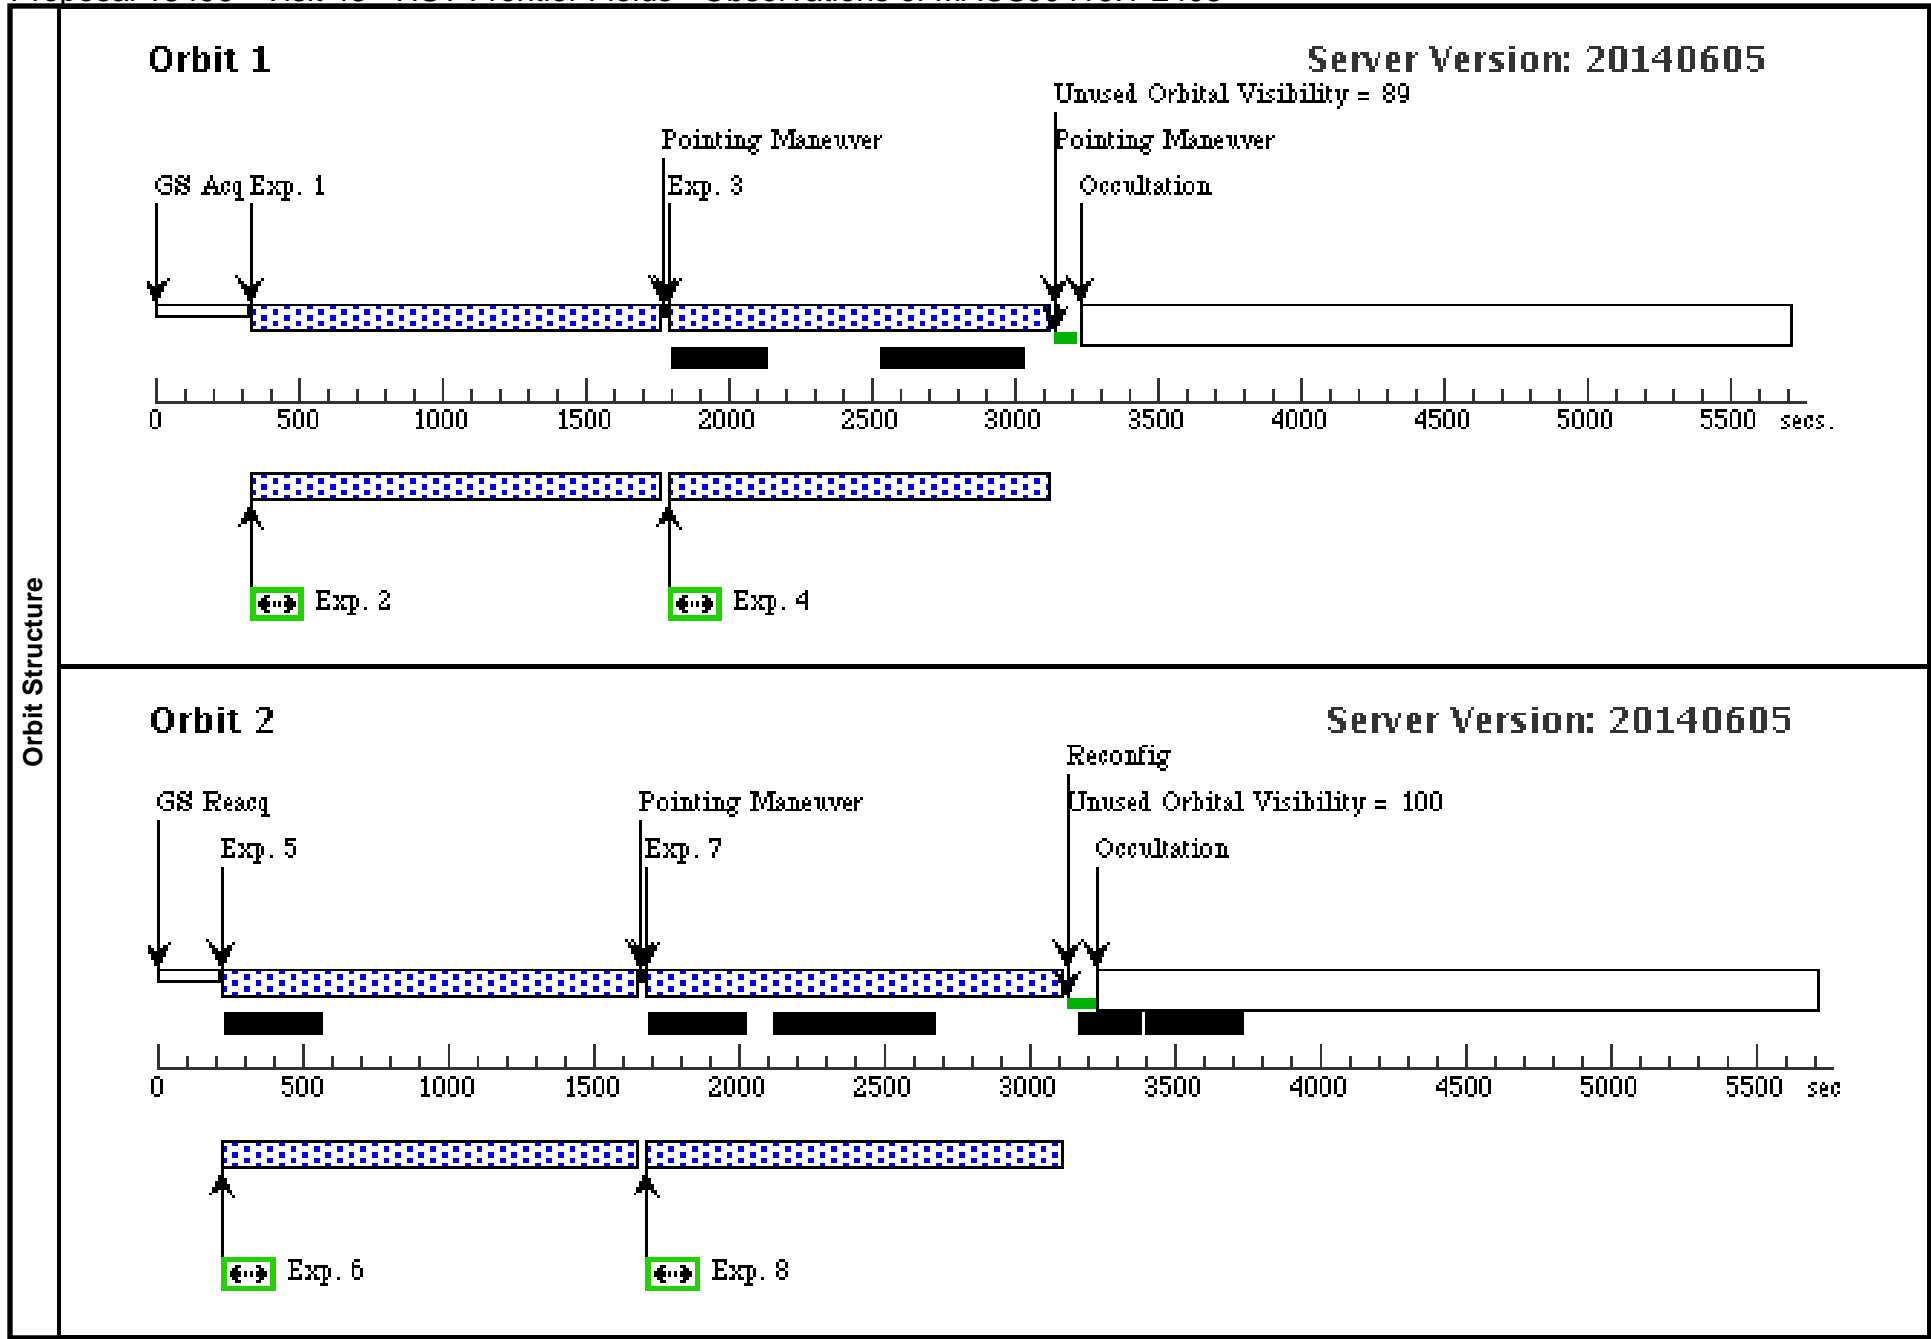 Orbit Structure
Orbit 1
Server Version: 20140605
Unused Orbital Visibility = 89
Pointing Maneuver
Pointing Maneuver
GS Acq
Exp. 1
Exp. 3
Occultation
0 500 1000 1500 2000 2500 3000 3500 4000 4500 5000 5500 secs.
Exp. 2
Exp. 4
Orbit 2
Server Version: 20140605
Reconfig
GS Reacq
Pointing Maneuver
Unused Orbital Visibility = 100
Exp. 5
Exp. 7
Occultation
0 500 1000 1500 2000 2500 3000 3500 4000 4500 5000 5500 sec
Exp. 6
Exp. 8